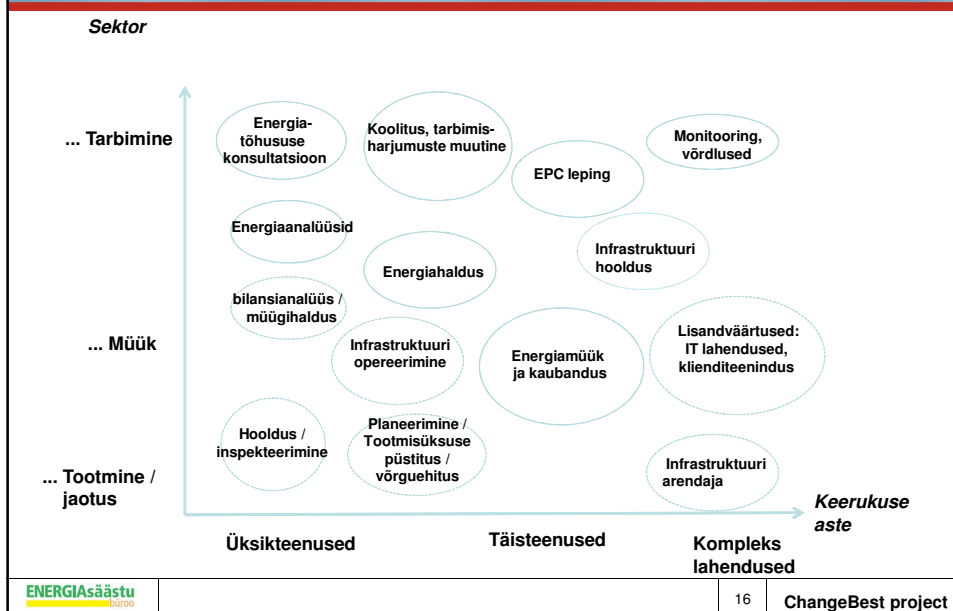 Sektor
... Tarbimine
Energia-
tõhususe
konsultatsioon
Koolitus, tarbimis-
harjumuste muutine
EPC leping
Monitooring,
võrdlused
Energiaanalüüsid
Energiahaldus
Infrastruktuuri
hooldus
bilansianalüüs /
müügihaldus
... Müük
Infrastruktuuri
opereerimine
Energiamüük
ja kaubandus
Lisandväärtused:
IT lahendused,
klienditeenindus
Hooldus /
inspekteerimine
Planeerimine /
Tootmisüksuse
püstitus /
võrguehitus
Infrastruktuuri
arendaja
... Tootmine /
jaotus
Keerukuse
aste
Üksikteenused
Täisteenused
Kompleks
lahendused
ENERGIAsäästu
büroo
16
ChangeBest project